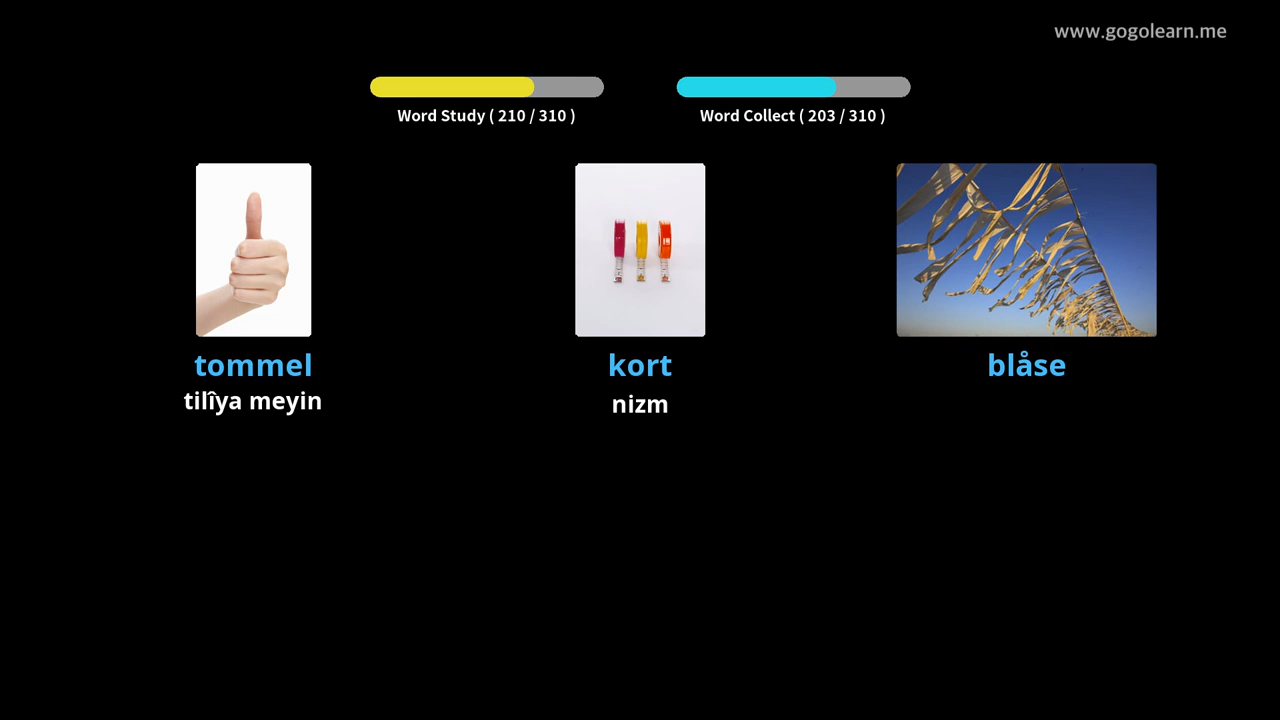 www.gogolearn.me
Word Study ( 210 / 310 )
Word Collect ( 203 / 310 )
tommel
kort
blåse
tilîya meyin
nizm